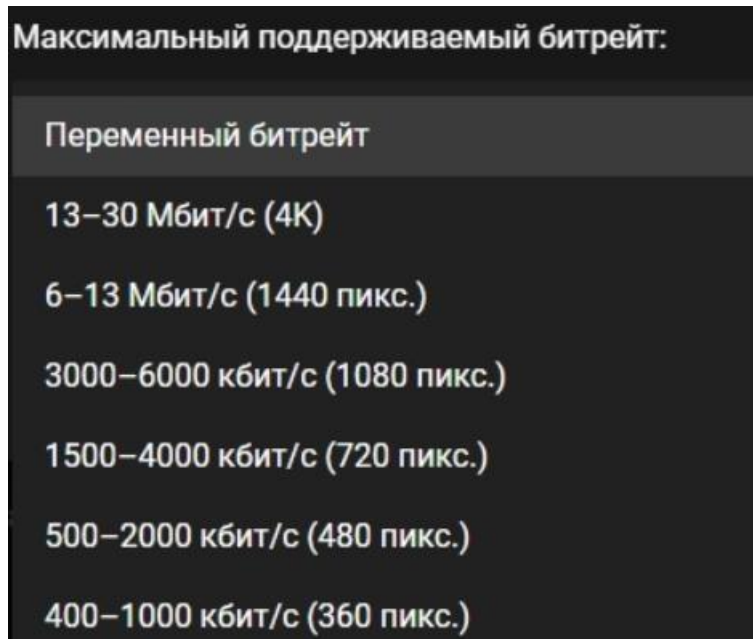 Максимальный поддерживаемый битрейт:
Переменный битрейт
13–30 Мбит/с (4K)
6–13 Мбит/с (1440 пикс.)
3000–6000 кбит/с (1080 пикс.)
1500–4000 кбит/с (720 пикс.)
500–2000 кбит/с (480 пикс.)
400–1000 кбит/с (360 пикс.)